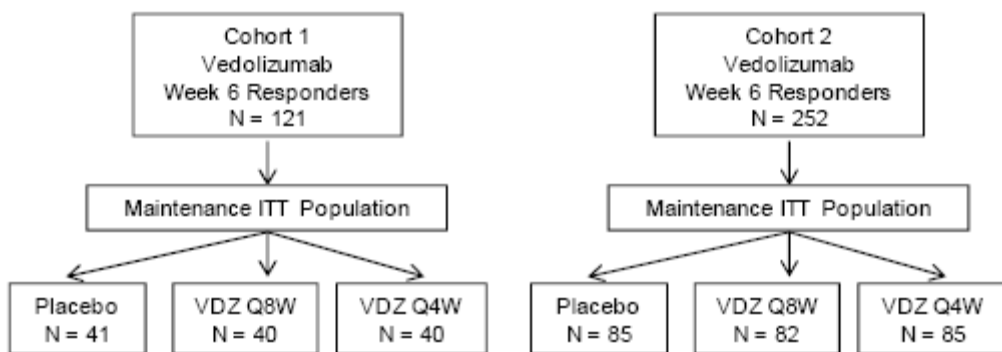 Cohort 1
Vedolizumab
Week 6 Responders
N = 121
Cohort 2
Vedolizumab
Week 6 Responders
N = 252
Maintenance ITT Population
Maintenance ITT Population
Placebo
N = 41
VDZ Q8W
N = 40
VDZ Q4W
N = 40
Placebo
N = 85
VDZ Q8W
N = 82
VDZ Q4W
N = 85